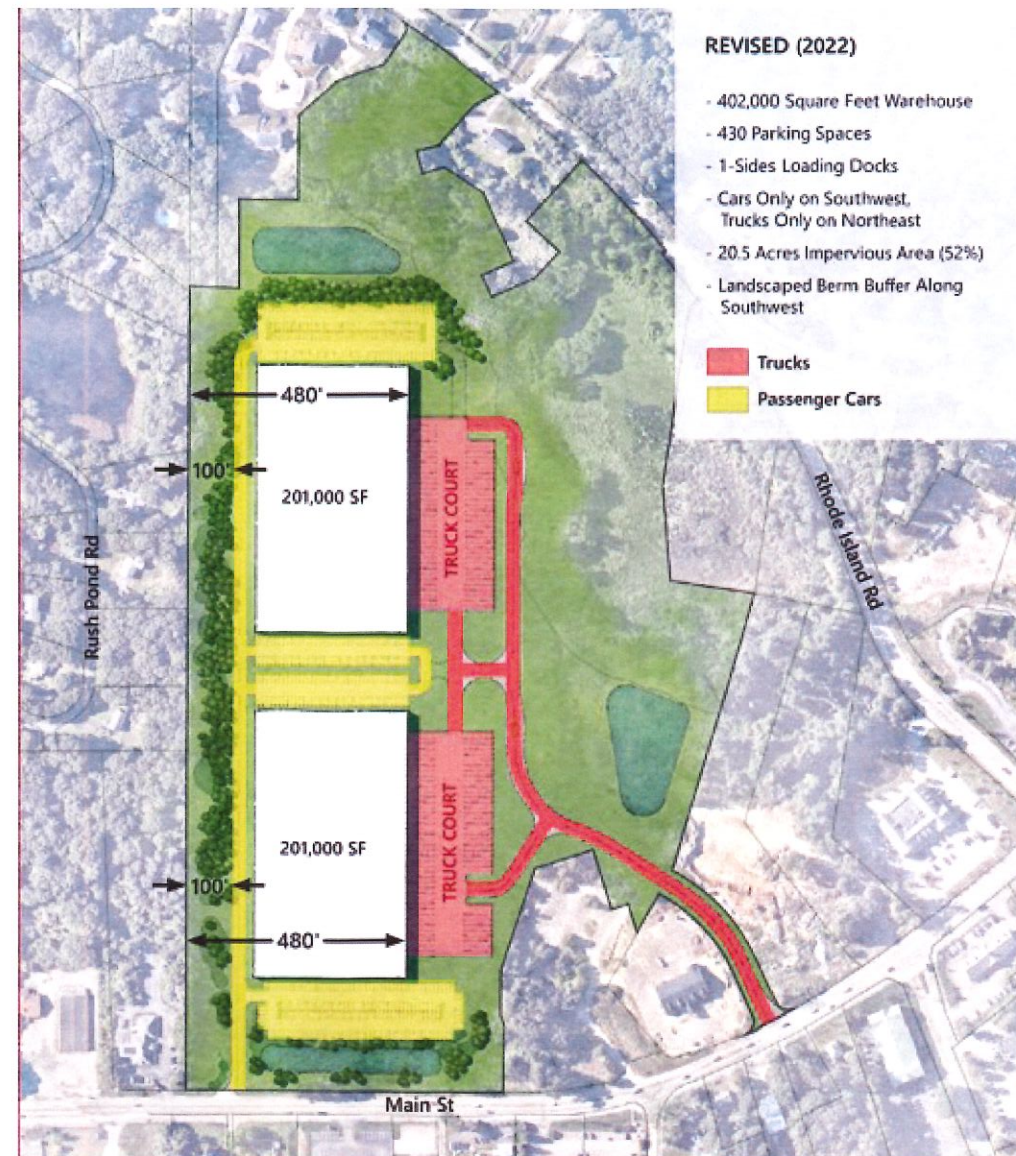 REVISED (2022)
- 402,000 Square Feet Warehouse
- 430 Parking Spaces
- 1-Sides Loading Docks
- Cars Only on Southwest,
Trucks Only on Northeast
- 20.5 Acres Impervious Area (52%)
- Landscaped Berm Buffer Along
Southwest
Trucks
Passenger Cars
480'
100'
201,000 SF
TRUCK COURT
Rush Pond Rd
Rhode Island Rd
201,000 SF
TRUCK COURT
100'
480'
Main St